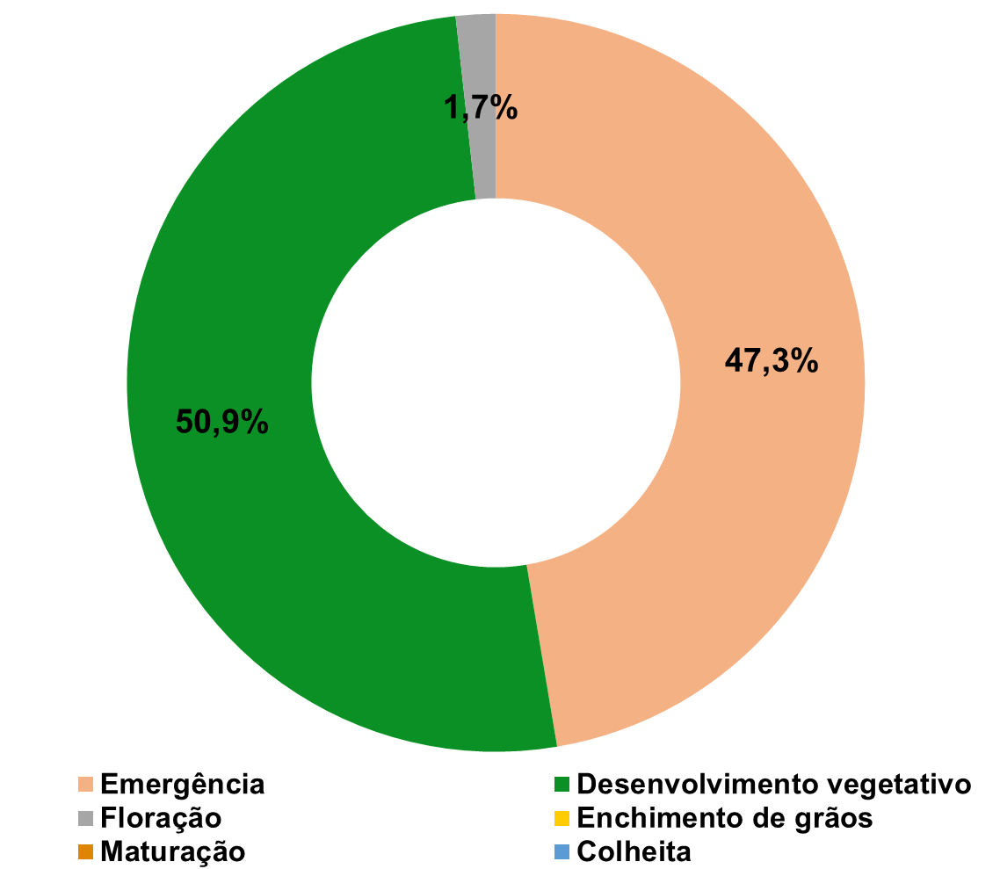 1,7%
47,3%
50,9%
Emergência
Desenvolvimento vegetativo
Floração
Enchimento de grãos
Maturação
Colheita